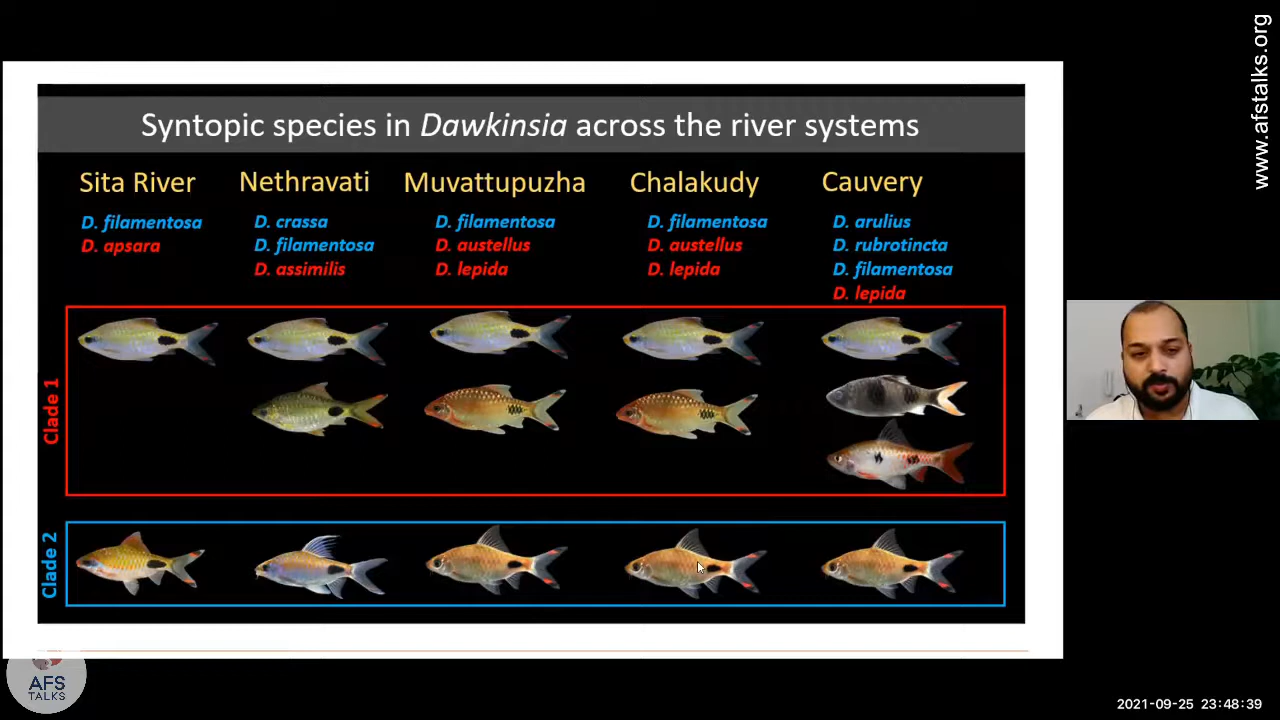 www.afstalks.org
Syntopic species in Dawkinsia across the river systems
Sita River
D. filamentosa
D. apsara
Nethravati
D. crassa
D. filamentosa
D. assimilis
Muvattupuzha
D. filamentosa
D. austellus
D. lepida
Chalakudy
D. filamentosa
D. austellus
D. lepida
Cauvery
D. arulius
D. rubrotincta
D. filamentosa
D. lepida
Clade 1
Clade 2
AFS
TALKS
2021-09-25 23:48:39